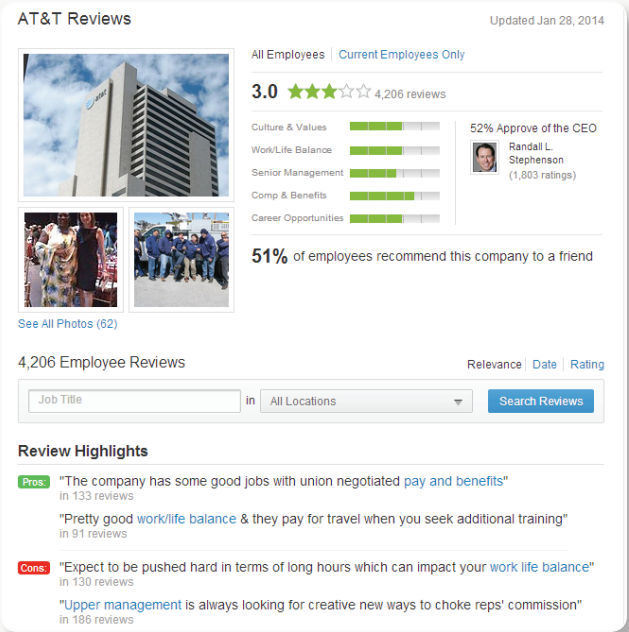 AT&T Reviews
Updated Jan 28, 2014
at&t
All Employees
Current Employees Only
3.0
4,206 reviews
Culture & Values
Work/Life Balance
Senior Management
Comp & Benefits
Career Opportunities
52% Approve of the CEO
Randall L.
Stephenson
(1,803 ratings)
51% of employees recommend this company to a friend
See All Photos (62)
4,206 Employee Reviews
Relevance
Date
Rating
Job Title
in
All Locations
Search Reviews
Review Highlights
Pros:
"The company has some good jobs with union negotiated pay and benefits"
in 133 reviews
"Pretty good work/life balance & they pay for travel when you seek additional training"
in 91 reviews
Cons:
"Expect to be pushed hard in terms of long hours which can impact your work life balance"
in 130 reviews
"Upper management is always looking for creative new ways to choke reps' commission"
in 186 reviews